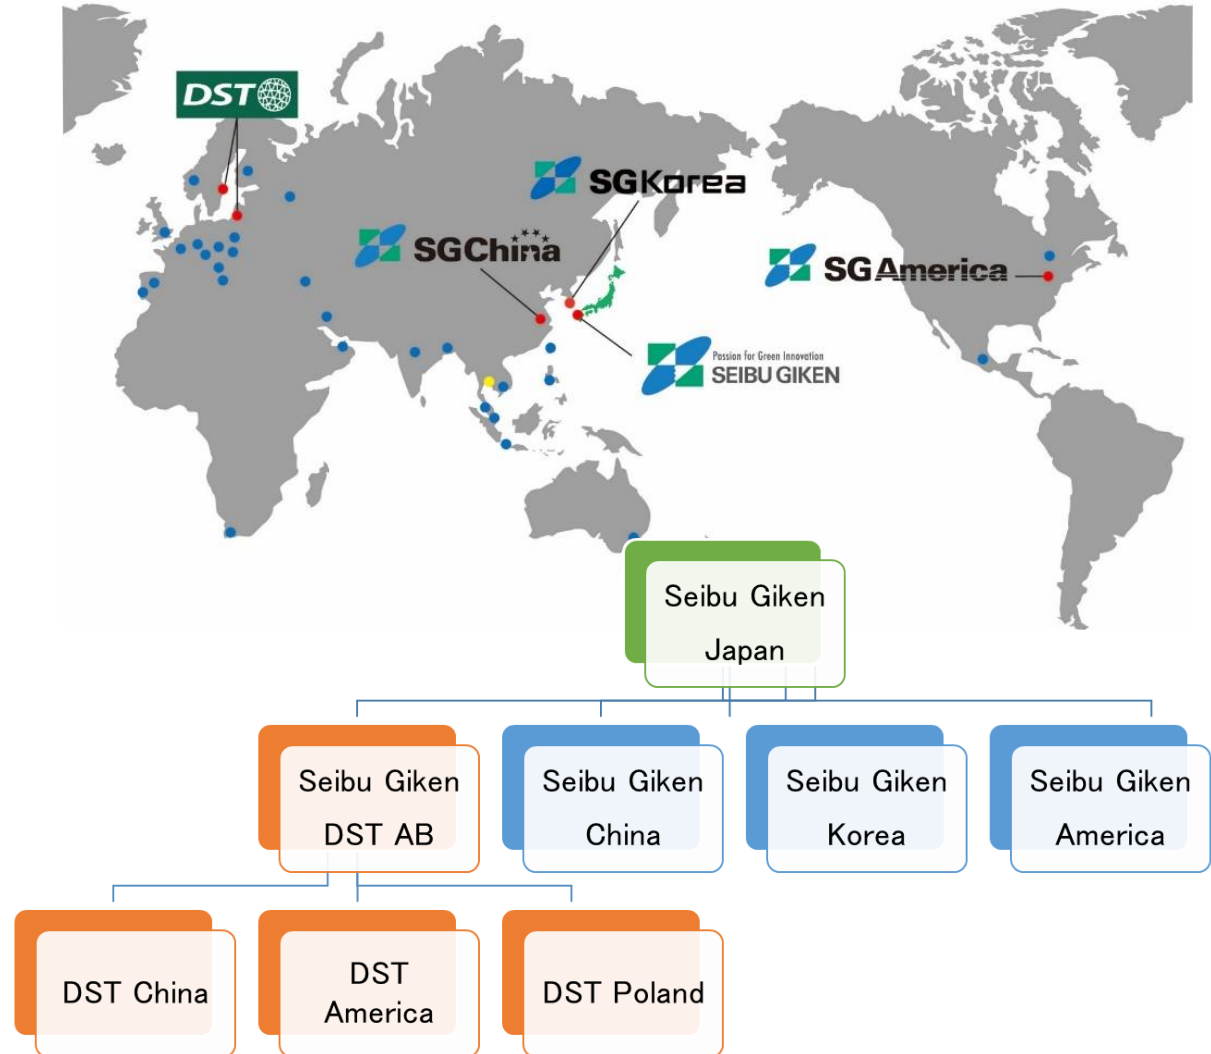 DST
SGKorea
SGChina
SGAmerica
Passion for Green Innovation
SEIBU GIKEN
Seibu Giken
Japan
Seibu Giken
DST AB
Seibu Giken
China
Seibu Giken
Korea
Seibu Giken
America
DST China
DST
America
DST Poland